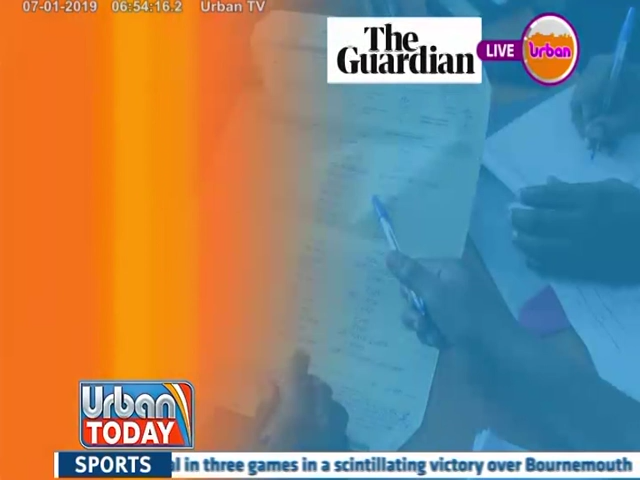 07-01-2019 06:54:16-2 Urban TV
The
Guardian
LIVE
urban
Urban
TODAY
SPORTS
l in three games in a scintillating victory over Bournemouth